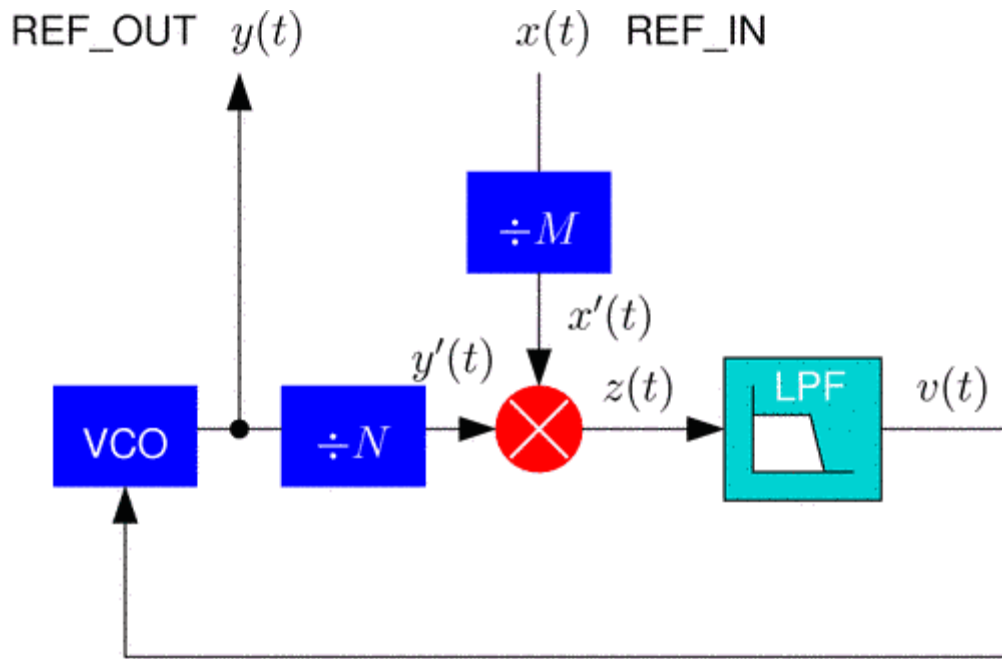 REF_OUT y(t) x(t) REF_IN
÷M
x′(t)
y′(t) z(t) LPF v(t)
VCO ÷N